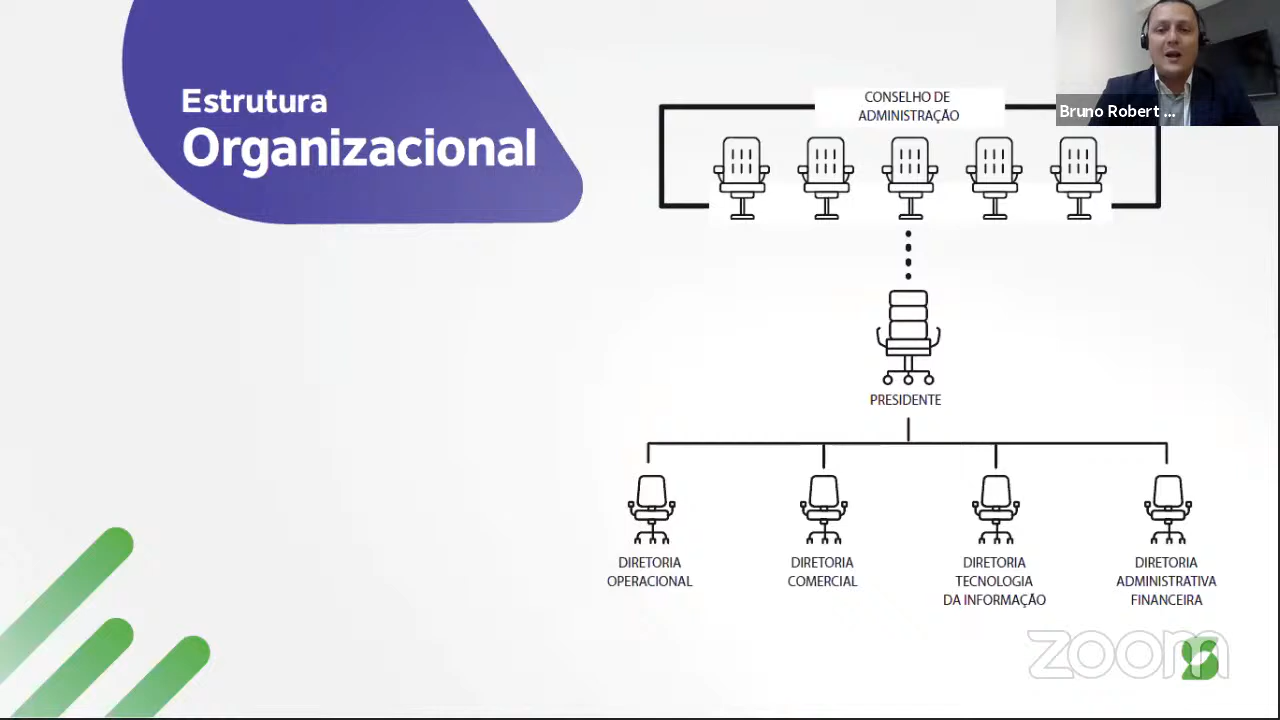 Estrutura
Organizacional
CONSELHO DE
ADMINISTRAÇÃO
Bruno Robert ...
PRESIDENTE
DIRETORIA
OPERACIONAL
DIRETORIA
COMERCIAL
DIRETORIA
TECNOLOGIA
DA INFORMAÇÃO
DIRETORIA
ADMINISTRATIVA
FINANCEIRA
zoom